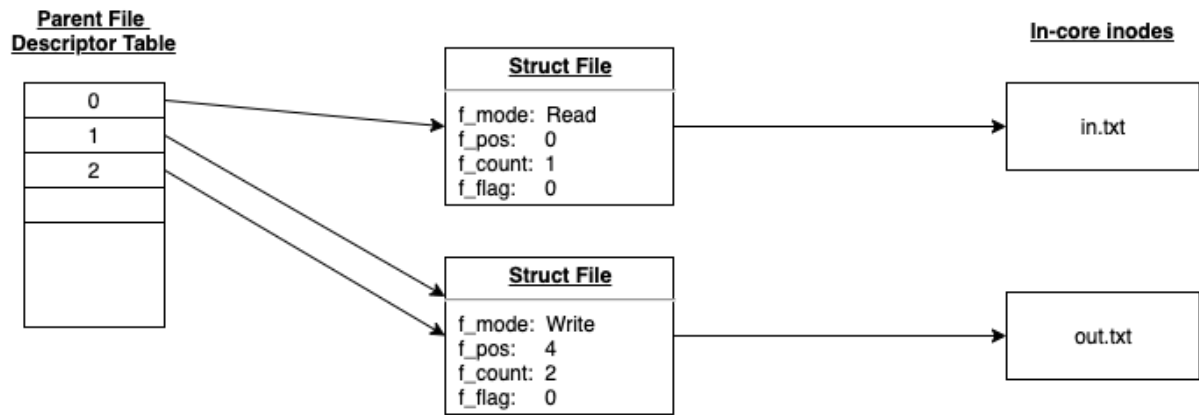 Parent File
Descriptor Table
0
1
2
Struct File
f_mode: Read
f_pos: 0
f_count: 1
f_flag: 0
Struct File
f_mode: Write
f_pos: 4
f_count: 2
f_flag: 0
In-core inodes
in.txt
out.txt